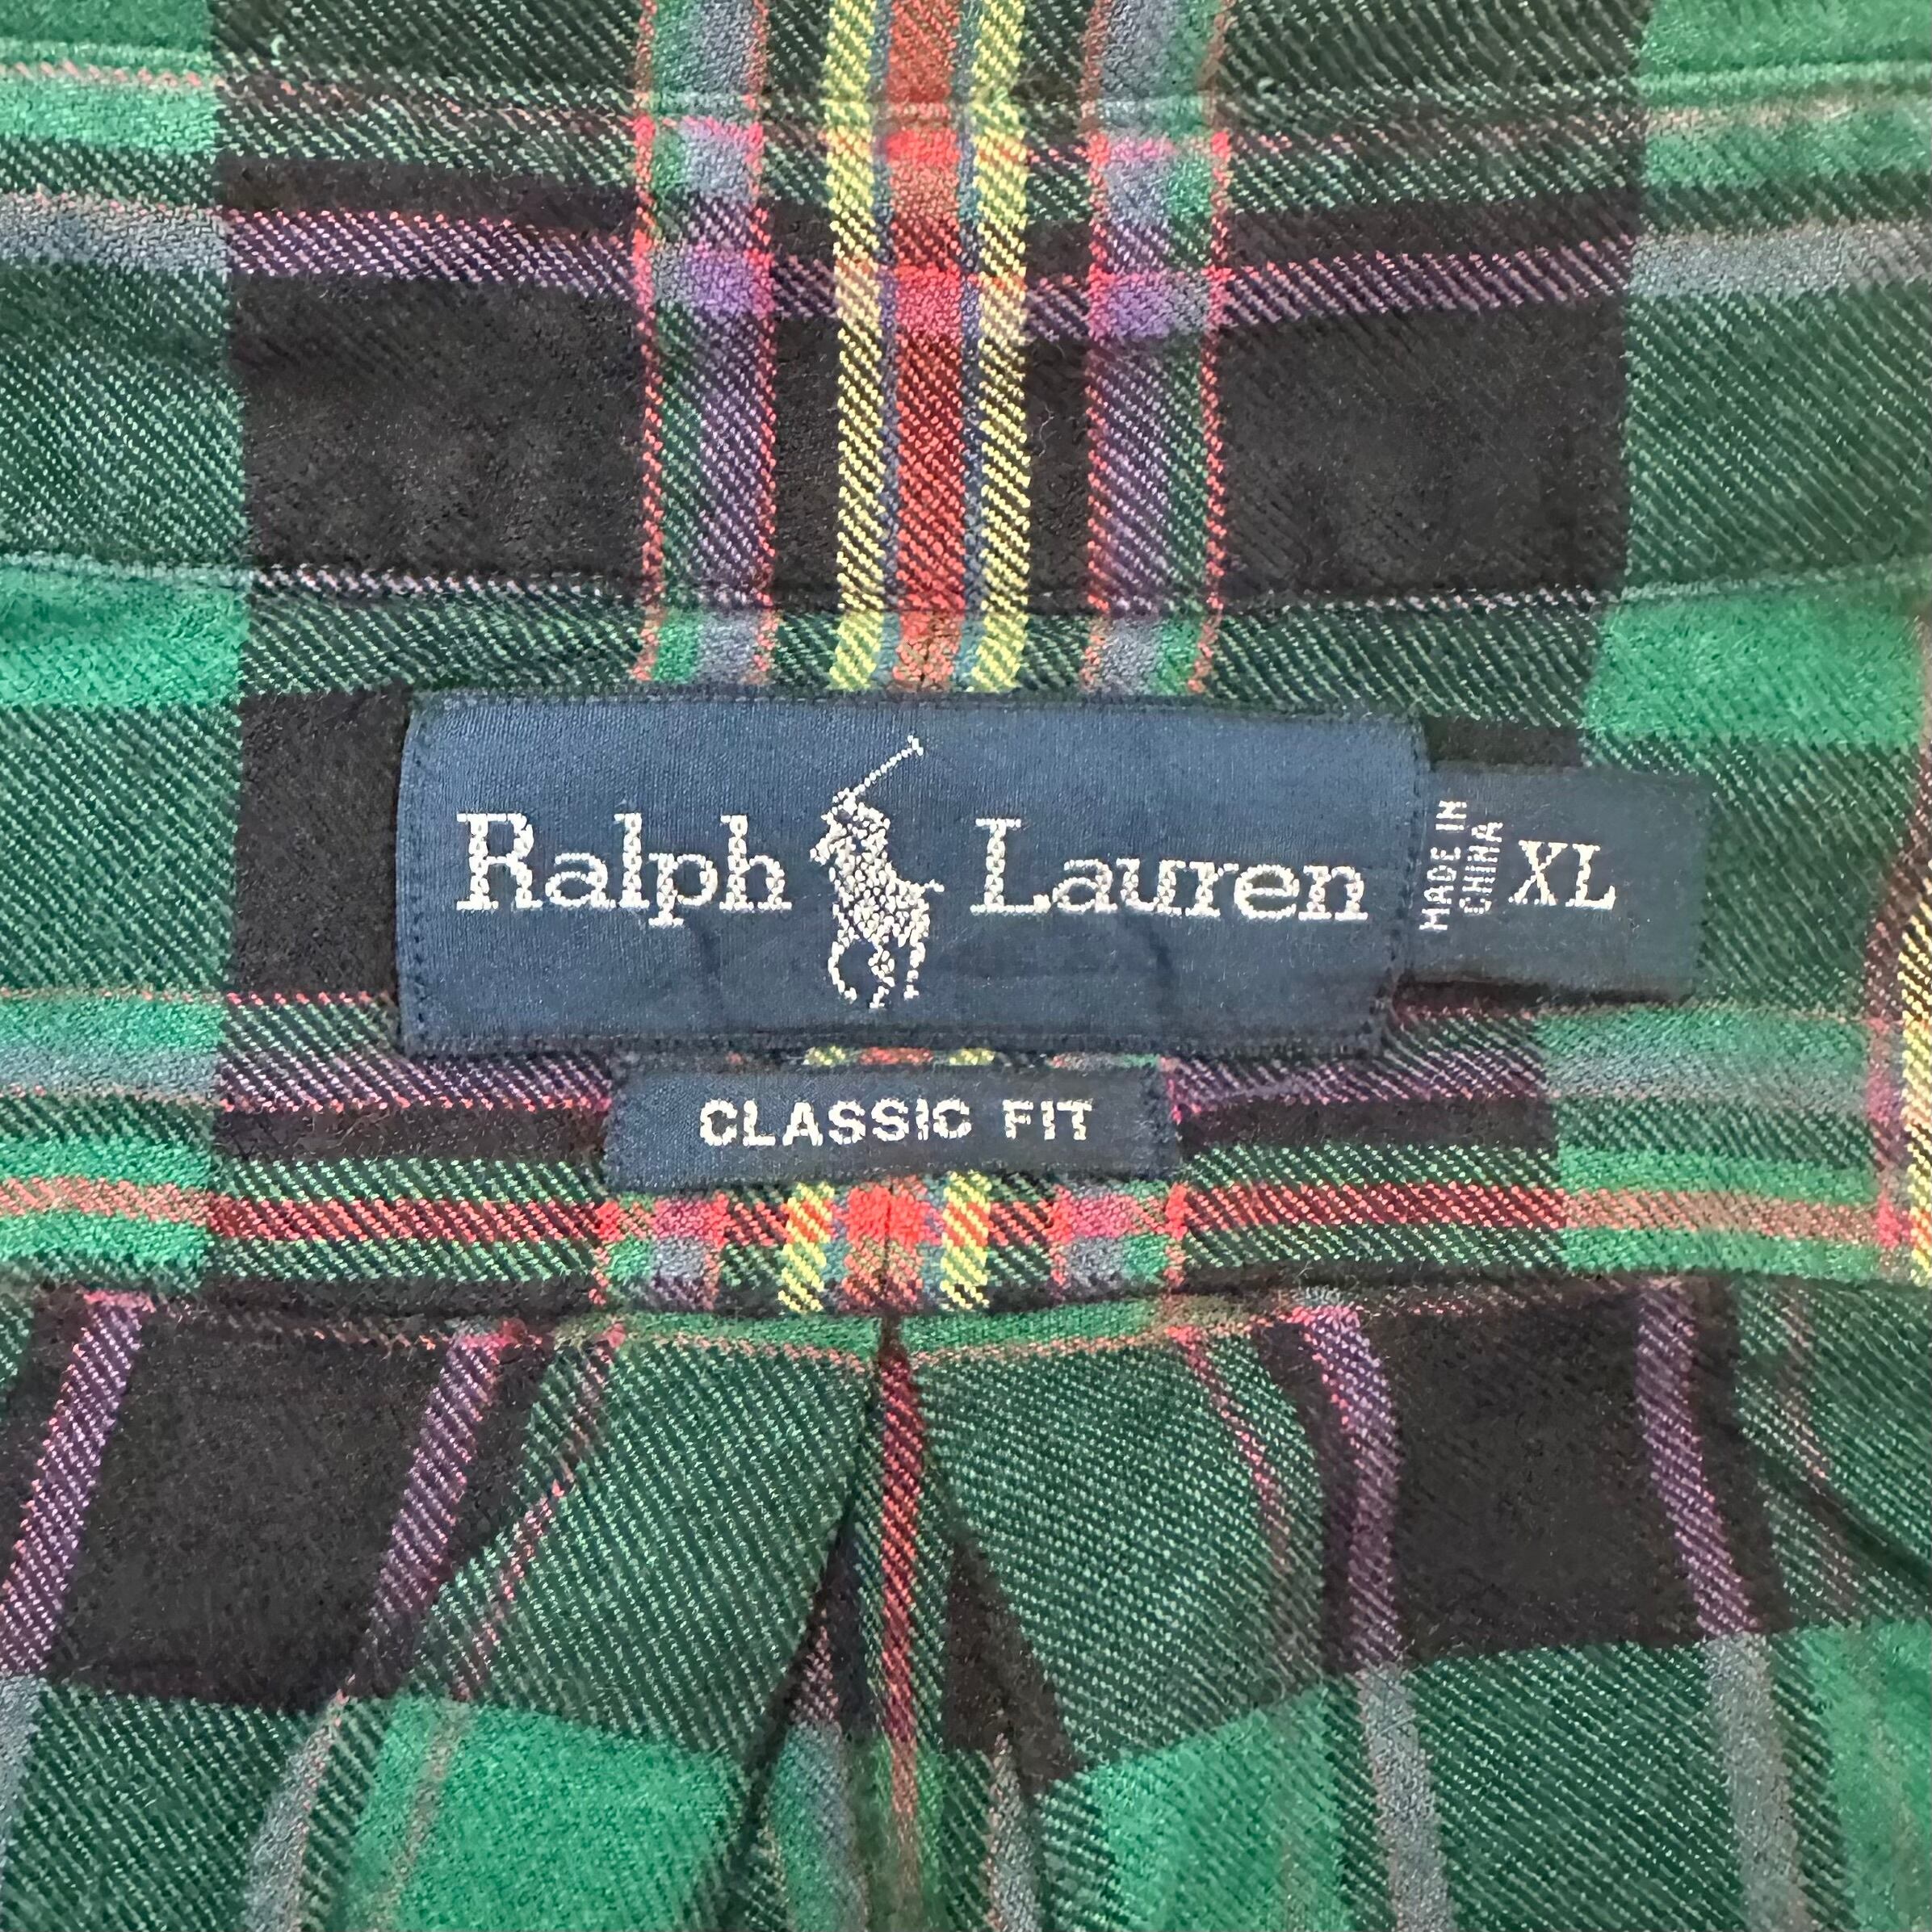 Ralph Lauren
MADE IN
CHINA
XL
CLASSIC FIT